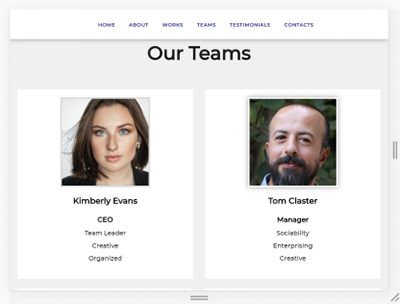 HOME ABOUT WORKS TEAMS TESTIMONIALS CONTACTS
Our Teams
Kimberly Evans
CEO
Team Leader
Creative
Organized
Tom Claster
Manager
Sociability
Enterprising
Creative